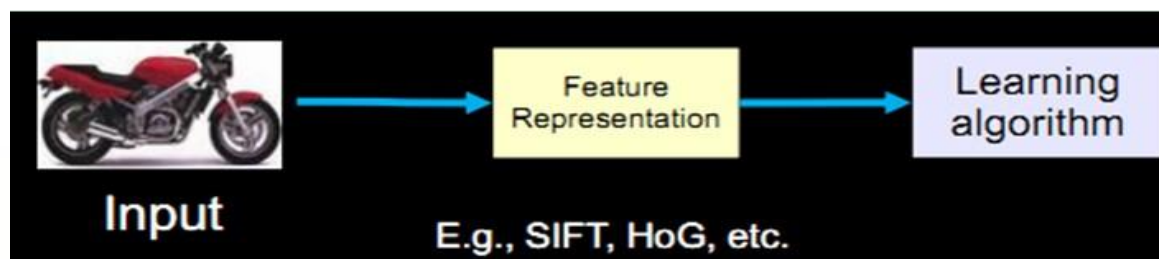 Input
Feature
Representation
E.g., SIFT, HoG, etc.
Learning
algorithm